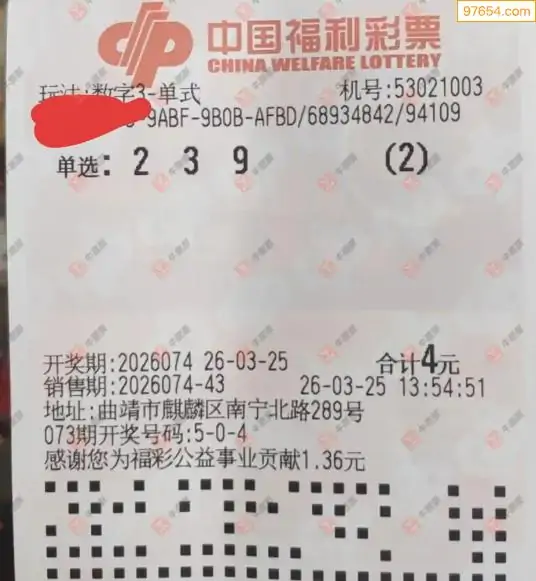 97654.com
中国福利彩票
CHINA WELFARE LOTTERY
玩法:数字3-单式 机号:53021003
-9ABF-9B0B-AFBD/68934842/94109
单选: 2 3 9 (2)
开奖期:2026074 26-03-25 合计4元
销售期:2026074-43 26-03-25 13:54:51
地址:曲靖市麒麟区南宁北路289号
073期开奖号码:5-0-4
感谢您为福彩公益事业贡献1.36元